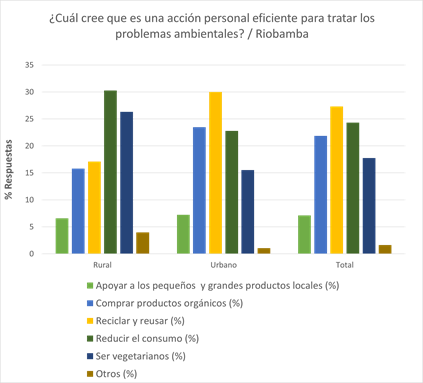 ¿Cuál cree que es una acción personal eficiente para tratar los
problemas ambientales? / Riobamba
35
30
25
20
15
10
5
0
% Respuestas
Rural
Urbano
Total
Apoyar a los pequeños y grandes productos locales (%)
Comprar productos orgánicos (%)
Reciclar y reusar (%)
Reducir el consumo (%)
Ser vegetarianos (%)
Otros (%)